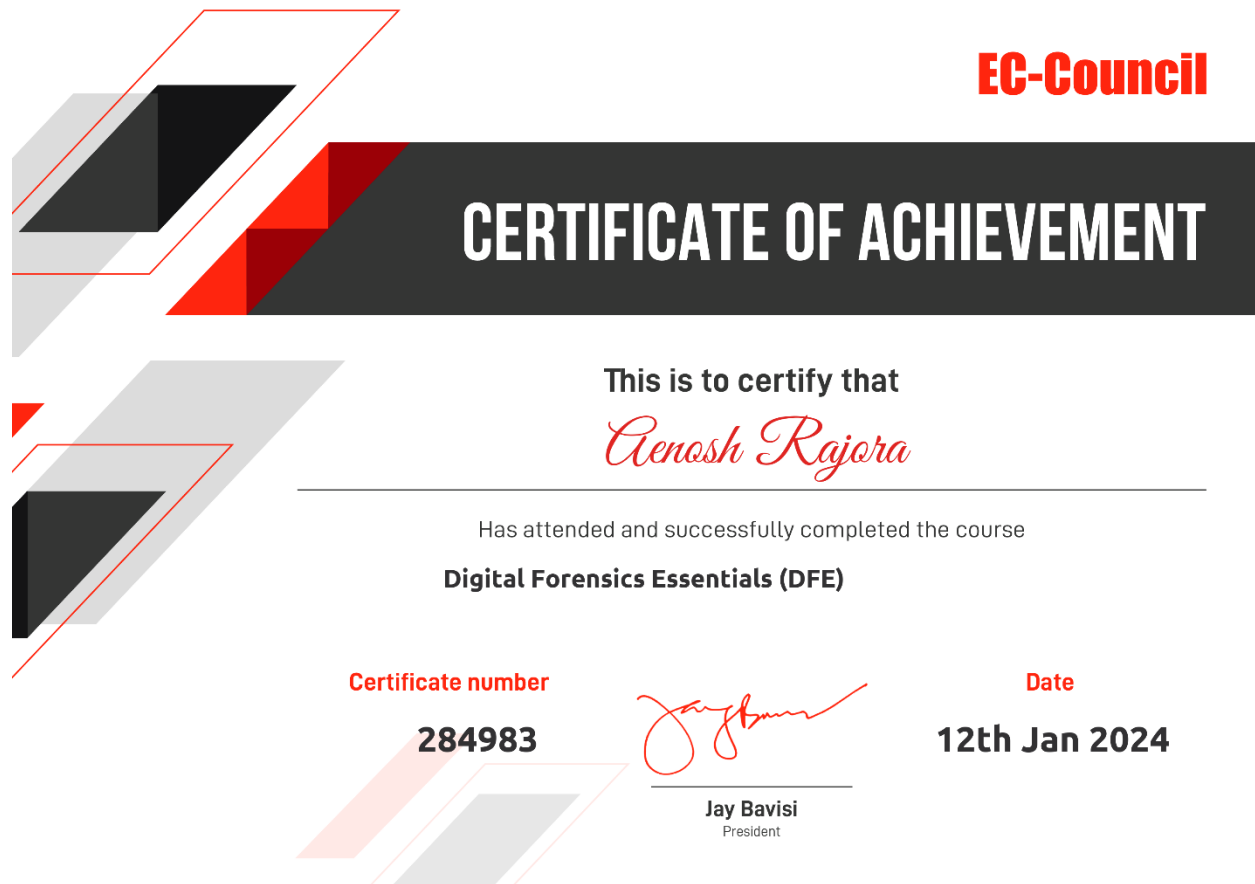 EC-Council
CERTIFICATE OF ACHIEVEMENT
This is to certify that
Aenosh Rajora
Has attended and successfully completed the course
Digital Forensics Essentials (DFE)
Certificate number
284983
Date
12th Jan 2024
Jay Bavisi
President